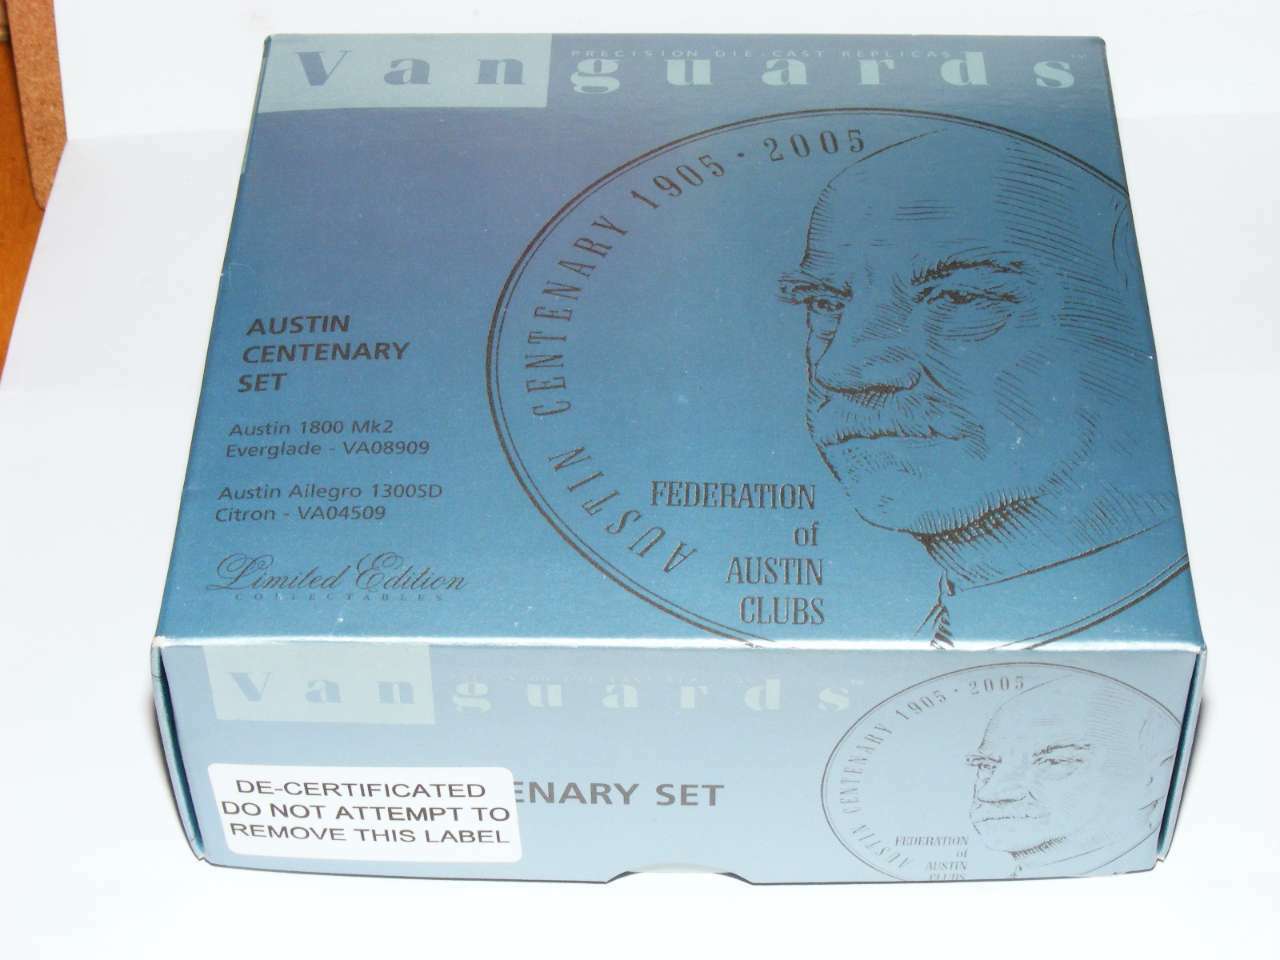 Vanguards
PRECISION DIE-CAST REPLICAS
AUSTIN CENTENARY 1905 · 2005
AUSTIN
CENTENARY
SET
Austin 1800 Mk2
Everglade - VA08909
Austin Allegro 1300SD
Citron - VA04509
Limited Edition
COLLECTABLES
FEDERATION
of
AUSTIN
CLUBS
Vanguards
AUSTIN CENTENARY 1905 · 2005
DE-CERTIFICATED
DO NOT ATTEMPT TO
REMOVE THIS LABEL
ENARY SET
FEDERATION
of
AUSTIN
CLUBS